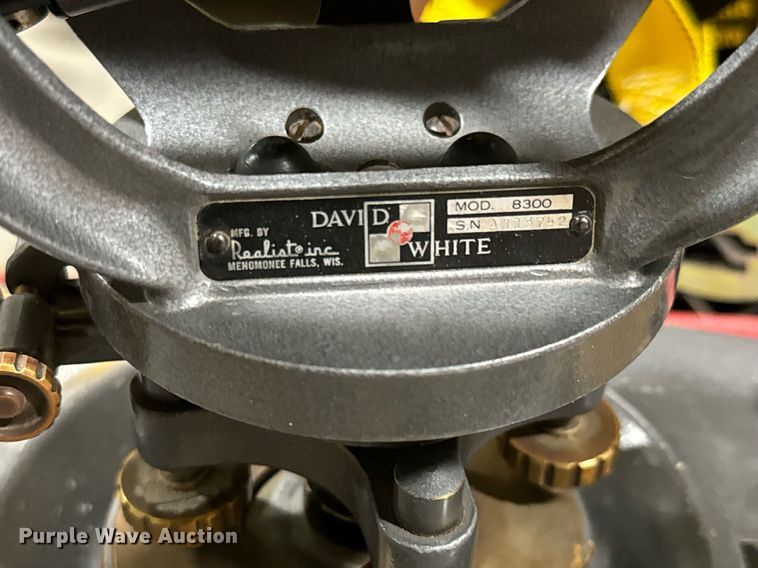 DAVID
WHITE
MOD. 8300
S.N
MFG. BY
Realist inc.
MENOMONEE FALLS, WIS.
Purple Wave Auction